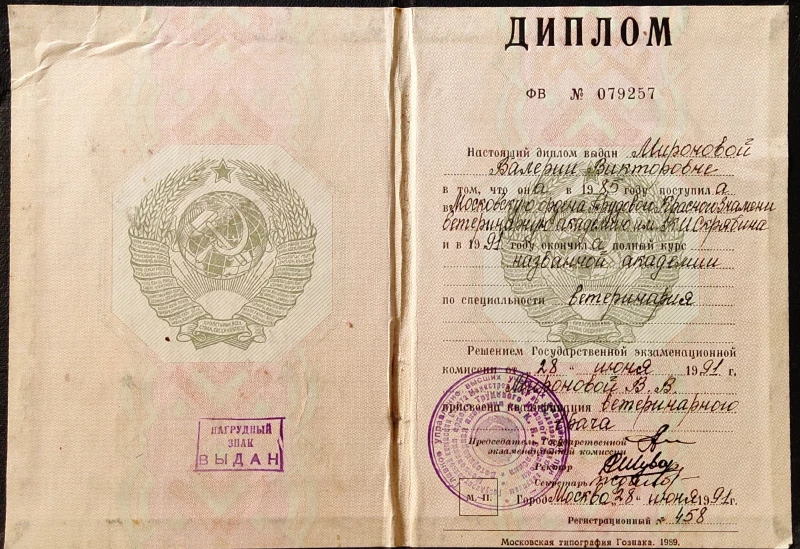 НАГРУДНЫЙ
ЗНАК
ВЫДАН
ДИПЛОМ
ФВ № 079257
Настоящий диплом выдан Мироновой
Валерии Викторовне
в том, что он а в 1985 году поступил а
в Московскую ордена Трудового Красного Знамени
ветеринарную академию им. К.И. Скрябина
и в 1991 году окончил а полный курс
названной академии
по специальности ветеринария
Решением Государственной экзаменационной
комиссии от „28“ июня 1991 г.
Мироновой В. В.
присвоена квалификация ветеринарного
врача
Председатель Государственной
экзаменационной комиссии
Ректор
Секретарь
М. П.
Город Москва, 28 „ июня 1991 г.
Регистрационный № 458
Московская типография Гознака. 1989.